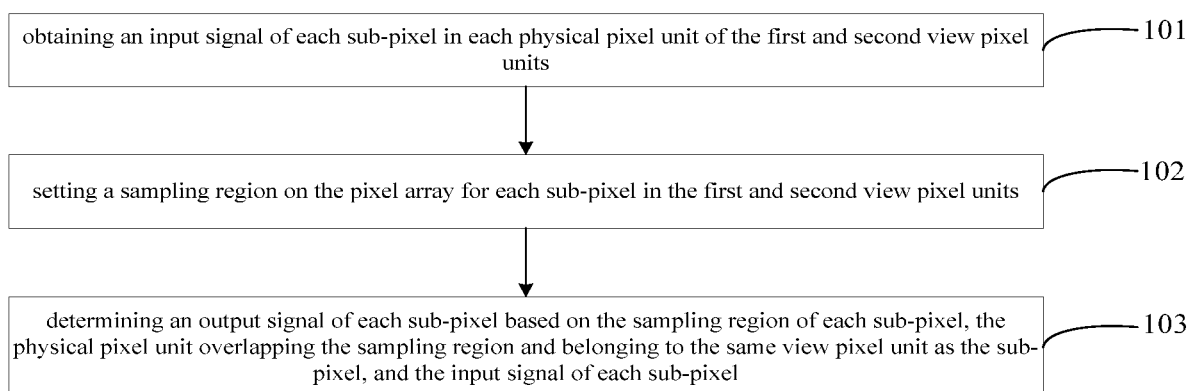 obtaining an input signal of each sub-pixel in each physical pixel unit of the first and second view pixel
units
101
setting a sampling region on the pixel array for each sub-pixel in the first and second view pixel units
102
determining an output signal of each sub-pixel based on the sampling region of each sub-pixel, the
physical pixel unit overlapping the sampling region and belonging to the same view pixel unit as the sub-
pixel, and the input signal of each sub-pixel
103